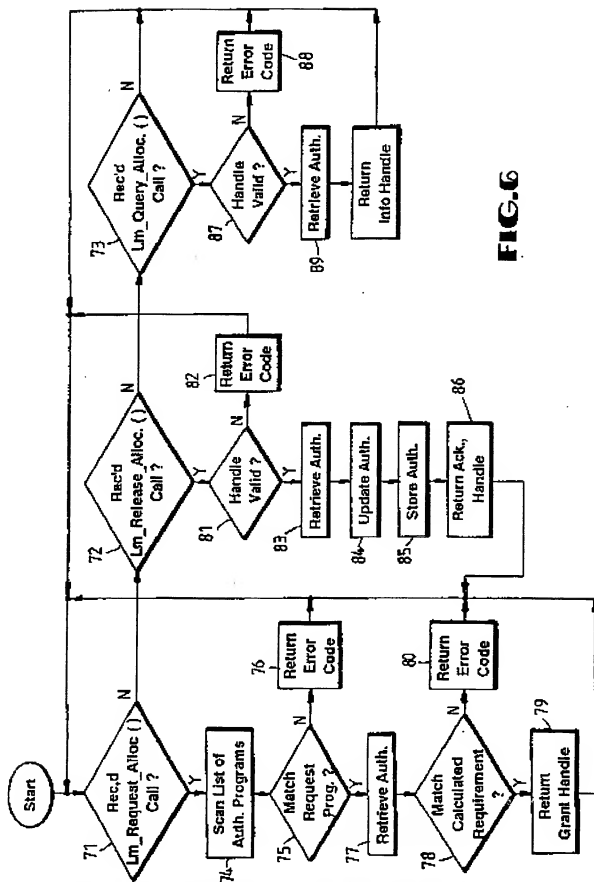 Start
71
Rec,d
Lm_Request_Alloc ( )
Call ?
N
Y
74
Scan List of
Auth. Programs
75
Match
Request
Prog. ?
N
Y
76
Return
Error
Code
77
Retrieve Auth.
78
Match
Calculated
Requirement
?
N
Y
80
Return
Error
Code
79
Return
Grant Handle
72
Rec'd
Lm_Release_Alloc. ( )
Call ?
N
Y
81
Handle
Valid ?
N
Y
82
Return
Error
Code
83
Retrieve Auth.
84
Update Auth.
85
Store Auth.
86
Return Ack.,
Handle
73
Rec'd
Lm_Query_Alloc. ( )
Call ?
N
Y
87
Handle
Valid ?
N
Y
88
Return
Error
Code
89
Retrieve Auth.
Return
Info Handle
FIG.6